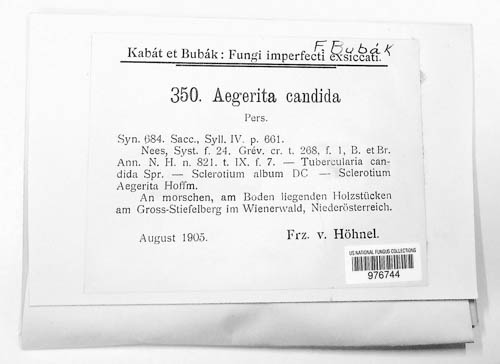 F. Bubák
Kabát et Bubák: Fungi imperfecti exsiccati.
350. Aegerita candida
Pers.
Syn. 684. Sacc., Syll. IV. p. 661.
Nees, Syst. f. 24. Grév. cr. t. 268, f. 1, B. et Br.
Ann. N. H. n. 821. t. IX. f. 7. — Tubercularia can-
dida Spr. — Sclerotium album DC — Sclerotium
Aegerita Hoffm.
An morschen, am Boden liegenden Holzstücken
am Gross-Stiefelberg im Wienerwald, Niederösterreich.
August 1905. Frz. v. Höhnel.
US NATIONAL FUNGUS COLLECTIONS
976744